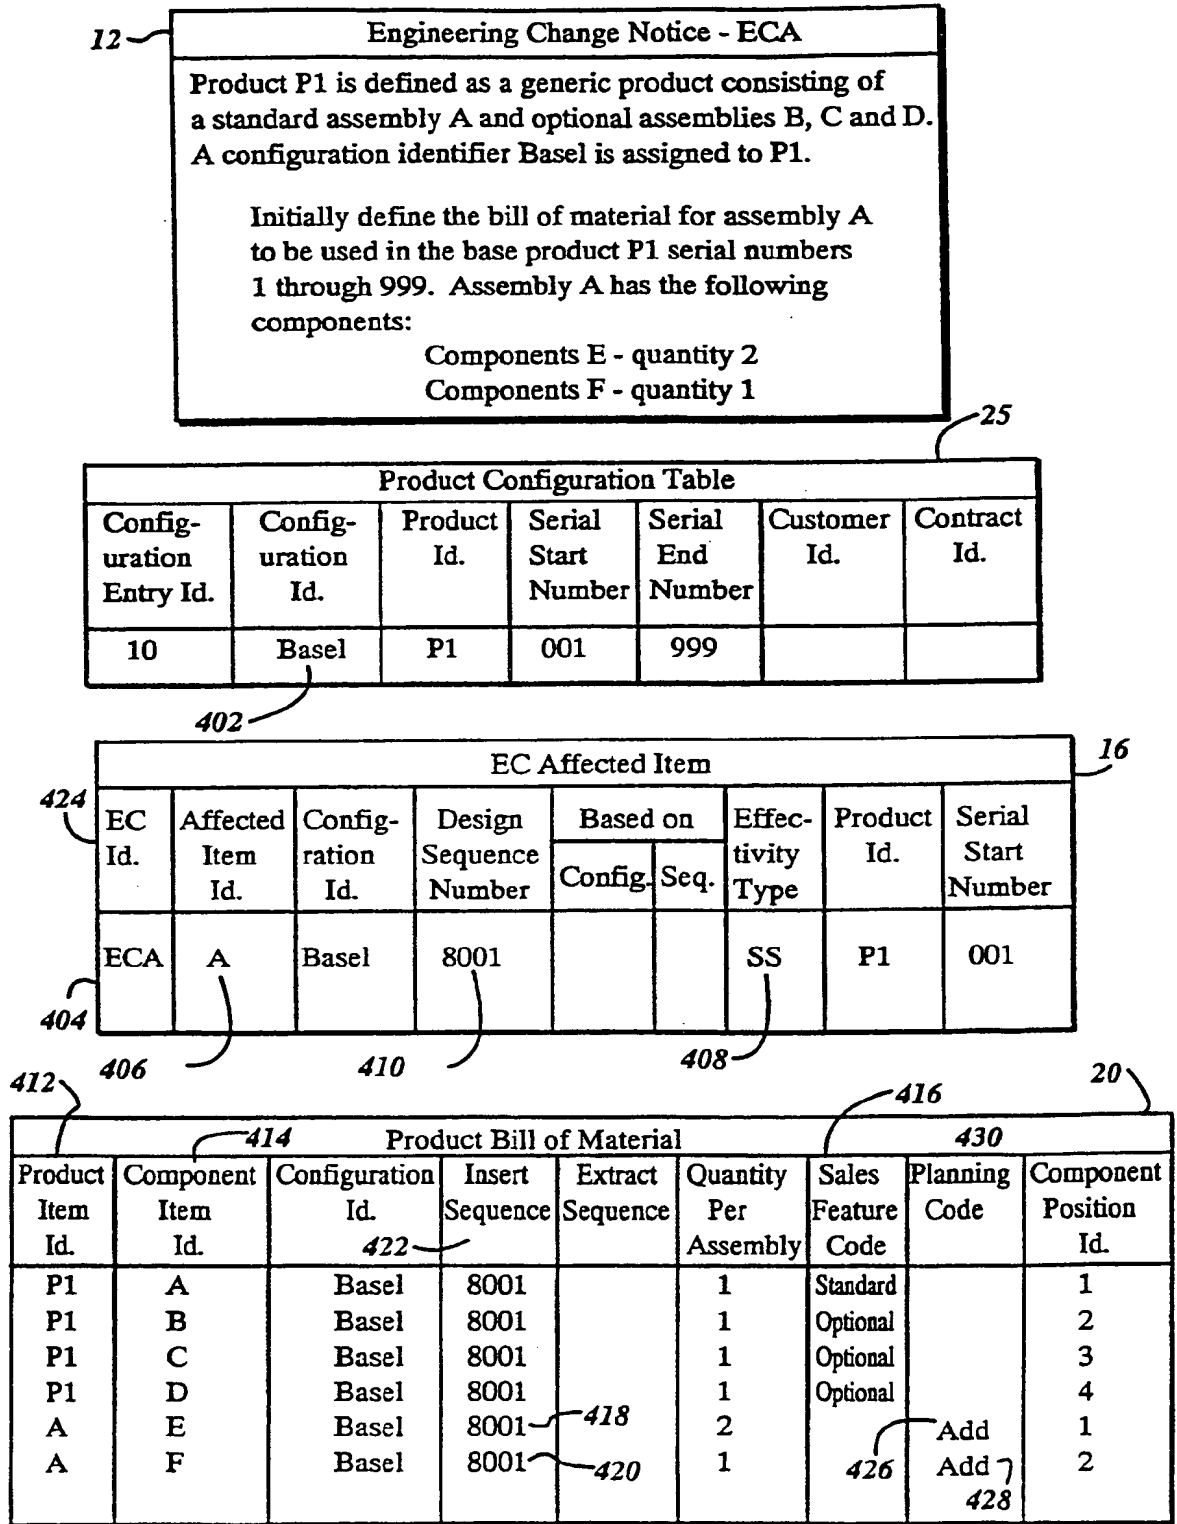 12
Engineering Change Notice - ECA
Product P1 is defined as a generic product consisting of
a standard assembly A and optional assemblies B, C and D.
A configuration identifier Basel is assigned to P1.
Initially define the bill of material for assembly A
to be used in the base product P1 serial numbers
1 through 999. Assembly A has the following
components:
Components E - quantity 2
Components F - quantity 1
25
Product Configuration Table
Config-uration Entry Id. Config-uration Id. Product Id. Serial Start Number Serial End Number Customer Id. Contract Id.
10 Basel P1 001 999
402
EC Affected Item
16
424
EC Id. Affected Item Id. Config-ration Id. Design Sequence Number Based on Config. Seq. Effec-tivity Type Product Id. Serial Start Number
ECA A Basel 8001 SS P1 001
404
406 410 408
412 416 20
414 Product Bill of Material 430
Product Item Id. Component Item Id. Configuration Id. 422 Insert Sequence Extract Sequence Quantity Per Assembly Sales Feature Code Planning Code Component Position Id.
P1 A Basel 8001 1 Standard 1
P1 B Basel 8001 1 Optional 2
P1 C Basel 8001 1 Optional 3
P1 D Basel 8001 1 Optional 4
A E Basel 8001 418 2 Add 1
A F Basel 8001 420 1 426 Add 2
428